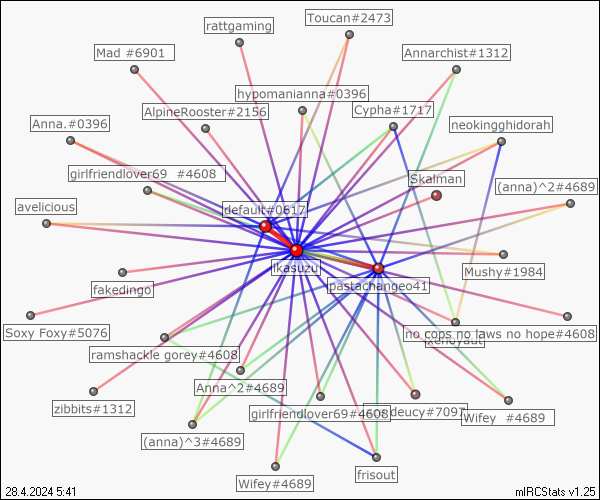 Toucan#2473
rattgaming
Mad #6901
Annarchist#1312
hypomanianna#0396
AlpineRooster#2156
Cypha#1717
Anna.#0396
neokingghidorah
girlfriendlover69 #4608
Skalman
(anna)^2#4689
avelicious
default#0617
ikasuzu
Mushy#1984
fakedingo
pastachangeo41
Soxy Foxy#5076
no cops no laws no hope#4608
ramshackle gorey#4608
Anna^2#4689
zibbits#1312
girlfriendlover69#4608
deucy#7097
Wifey #4689
(anna)^3#4689
frisout
Wifey#4689
28.4.2024 5:41
mIRCStats v1.25